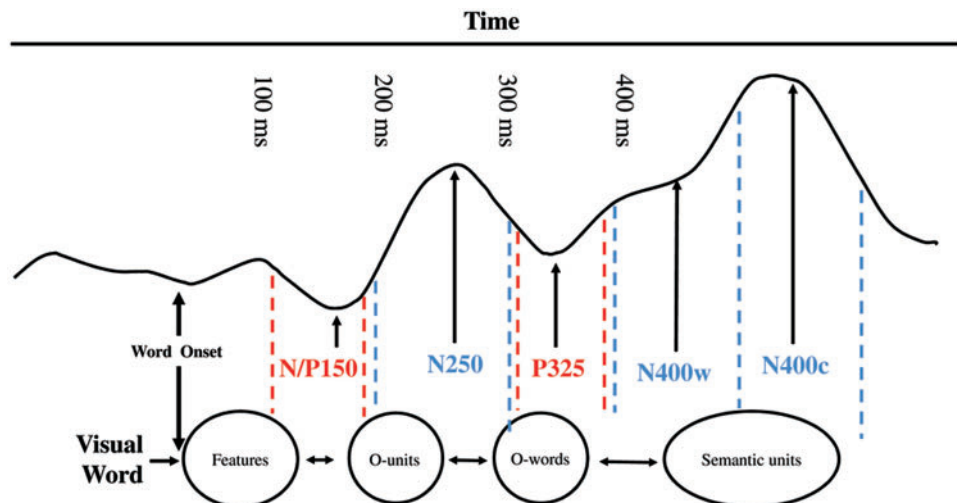 Time
100 ms
200 ms
300 ms
400 ms
Word Onset
N/P150
N250
P325
N400w
N400c
Visual
Word
Features
O-units
O-words
Semantic units